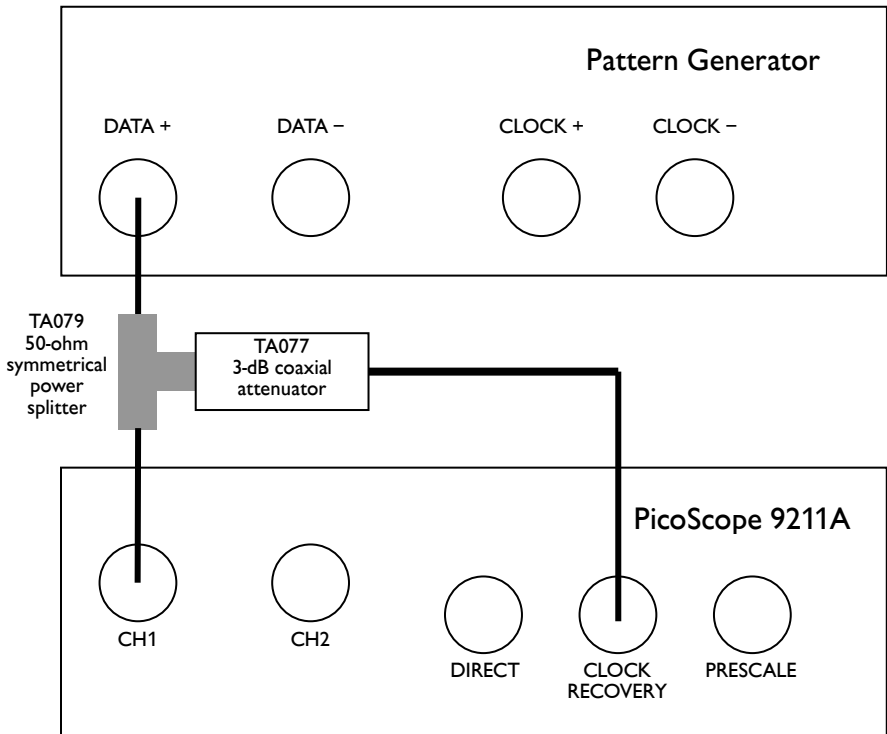 Pattern Generator
DATA +
DATA −
CLOCK +
CLOCK −
TA079
50-ohm
symmetrical
power
splitter
TA077
3-dB coaxial
attenuator
PicoScope 9211A
CH1
CH2
DIRECT
CLOCK
RECOVERY
PRESCALE